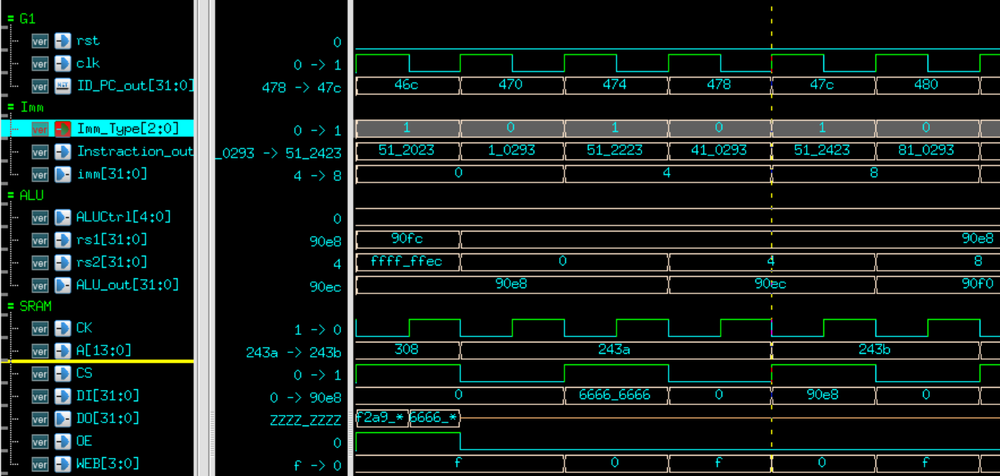 = G1
ver rst 0
ver clk 0 -> 1
ver NET ID_PC_out[31:0] 478 -> 47c 46c 470 474 478 47c 480
= Imm
ver Imm_Type[2:0] 0 -> 1 1 0 1 0 1 0
ver Instraction_out _0293 -> 51_2423 51_2023 1_0293 51_2223 41_0293 51_2423 81_0293
ver imm[31:0] 4 -> 8 0 4 8
= ALU
ver ALUCtrl[4:0] 0
ver rs1[31:0] 90e8 90fc 90e8
ver rs2[31:0] 4 ffff_ffec 0 4 8
ver ALU_out[31:0] 90ec 90e8 90ec 90f0
= SRAM
ver CK 1 -> 0
ver A[13:0] 243a -> 243b 308 243a 243b
ver CS 0 -> 1
ver DI[31:0] 0 -> 90e8 0 6666_6666 0 90e8 0
ver DO[31:0] ZZZZ_ZZZZ f2a9_* 6666_*
ver OE 0
ver WEB[3:0] f -> 0 f 0 f 0 f